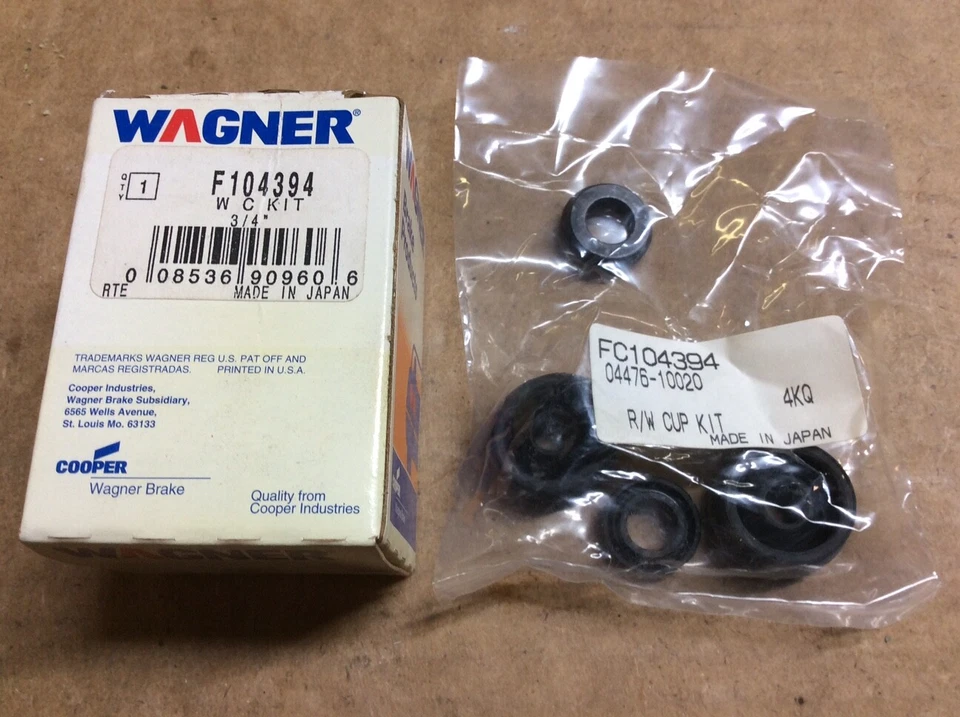 WAGNER®
QTY 1
F104394
W C KIT
3/4"
0 08536 90960 6
RTE MADE IN JAPAN
TRADEMARKS WAGNER REG U.S. PAT OFF AND
MARCAS REGISTRADAS. PRINTED IN U.S.A.
Cooper Industries,
Wagner Brake Subsidiary,
6565 Wells Avenue,
St. Louis Mo. 63133
COOPER
Wagner Brake
Quality from
Cooper Industries
WAGNER
FC104394
04476-10020
4KQ
R/W CUP KIT
MADE IN JAPAN